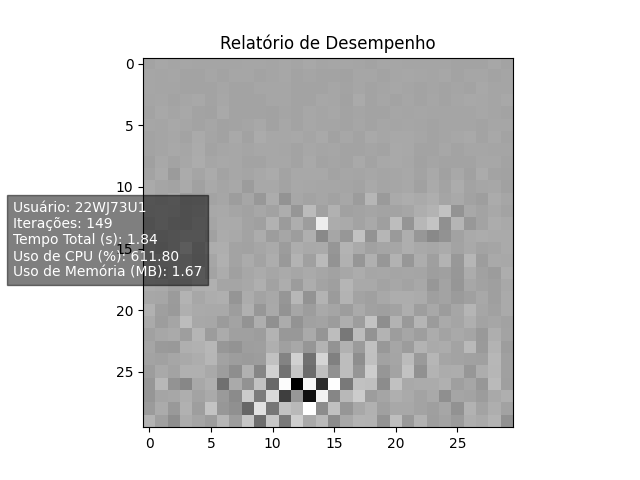 Relatório de Desempenho
0
5
10
15
20
25
Usuário: 22WJ73U1
Iterações: 149
Tempo Total (s): 1.84
Uso de CPU (%): 611.80
Uso de Memória (MB): 1.67
0 5 10 15 20 25